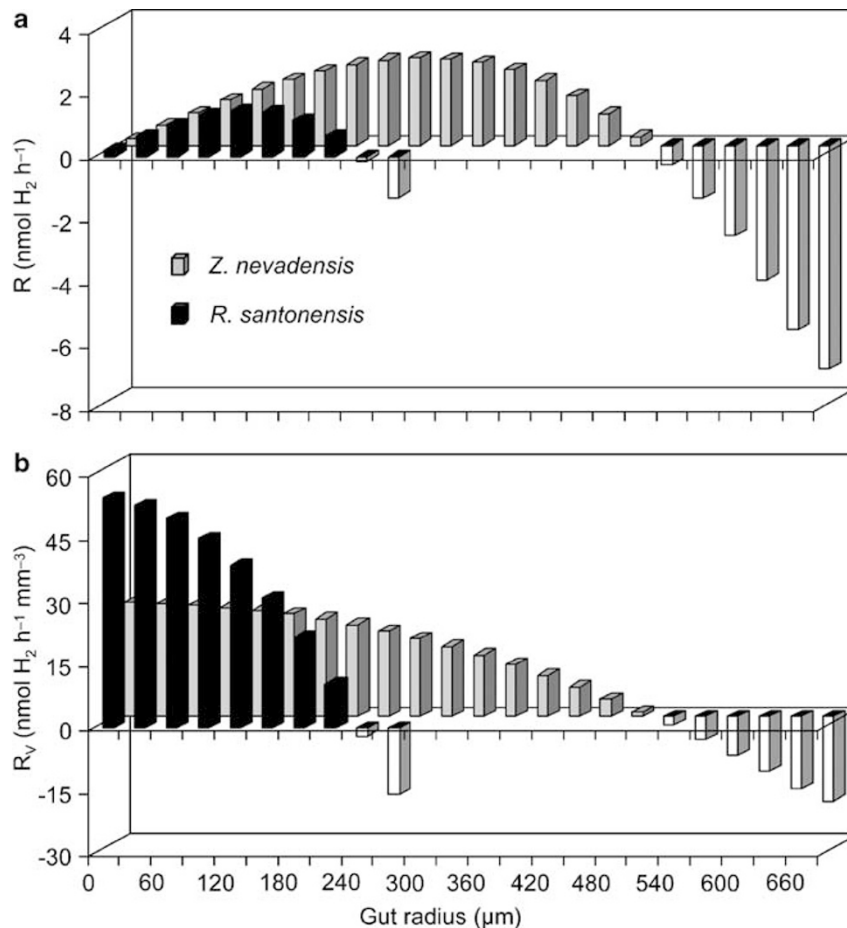 a
4
2
0
-2
-4
-6
-8
R (nmol H₂ h⁻¹)
Z. nevadensis
R. santonensis
b
60
45
30
15
0
-15
-30
Rᵥ (nmol H₂ h⁻¹ mm⁻³)
0 60 120 180 240 300 360 420 480 540 600 660
Gut radius (µm)